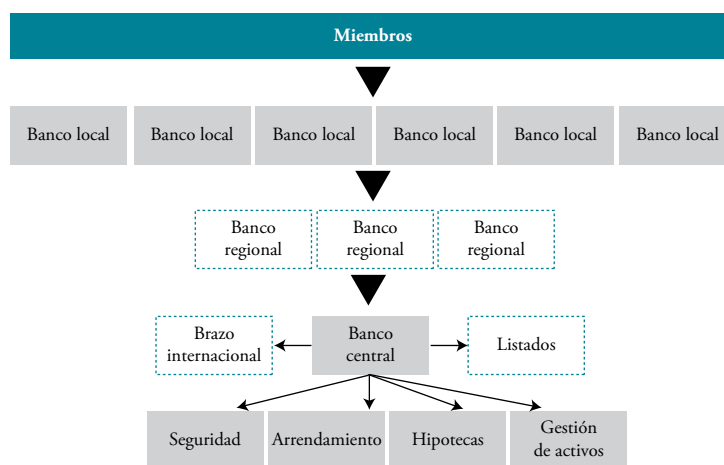 Miembros
Banco local
Banco local
Banco local
Banco local
Banco local
Banco local
Banco
regional
Banco
regional
Banco
regional
Brazo
internacional
Banco
central
Listados
Seguridad
Arrendamiento
Hipotecas
Gestión
de activos